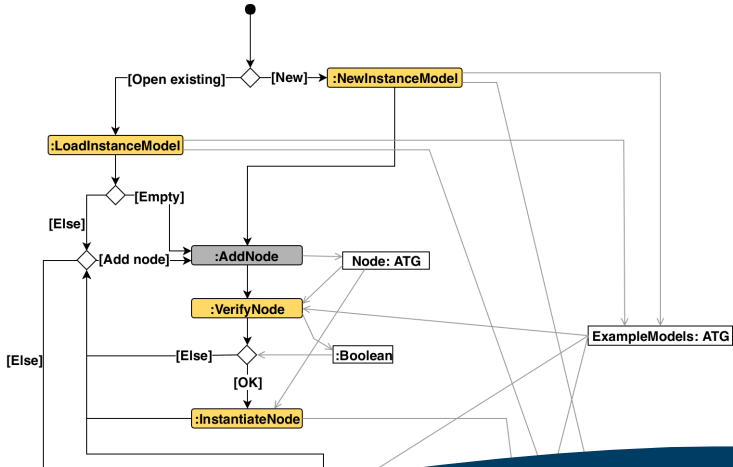 [Open existing]
[New]
:NewInstanceModel
:LoadInstanceModel
[Empty]
[Else]
[Add node]
:AddNode
Node: ATG
:VerifyNode
ExampleModels: ATG
[Else]
[Else]
:Boolean
[OK]
:InstantiateNode